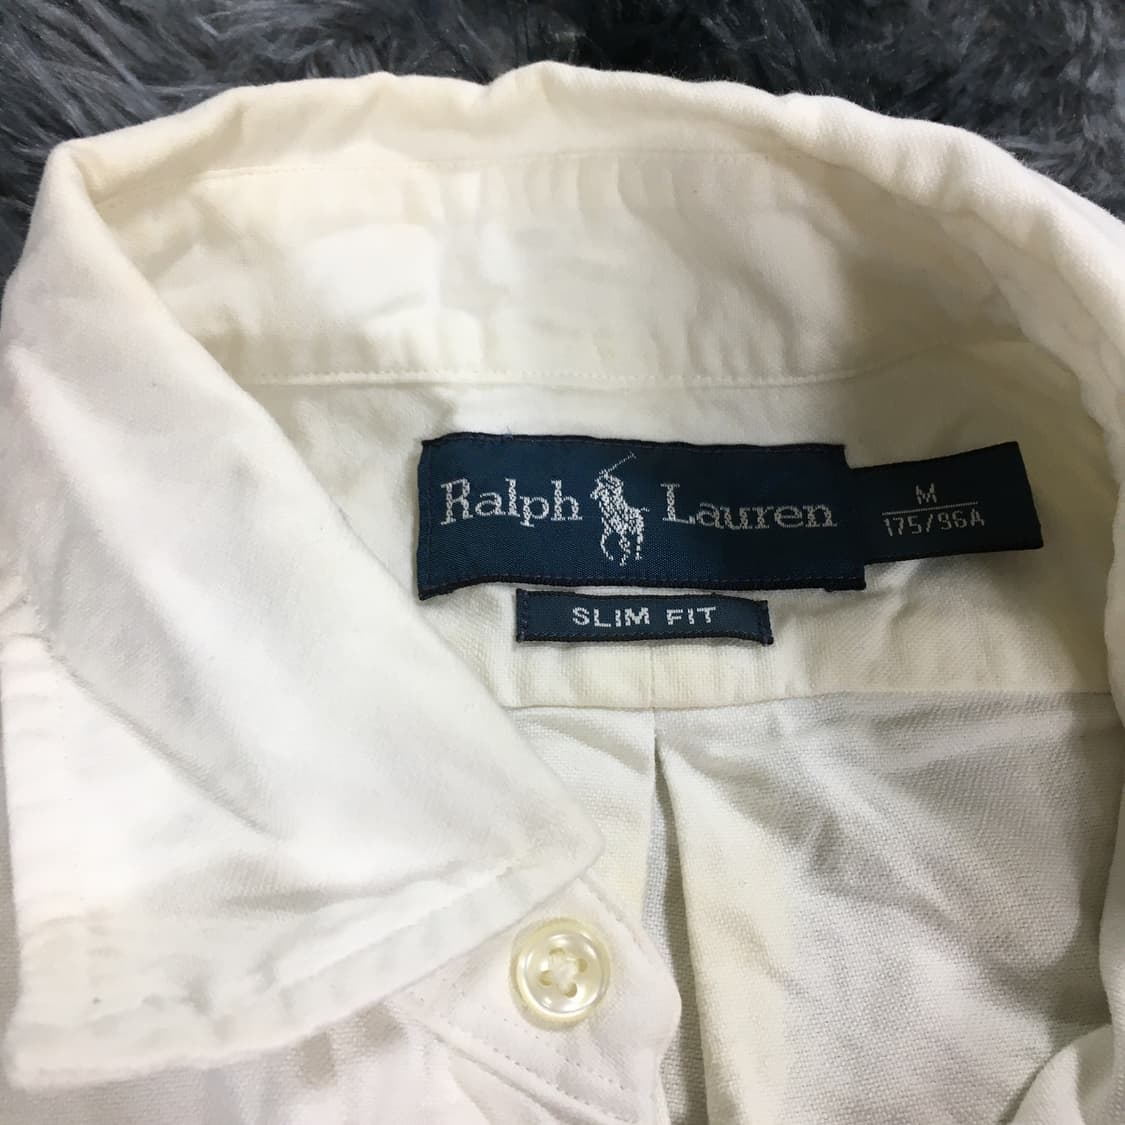 Ralph Lauren
M
175/96A
SLIM FIT